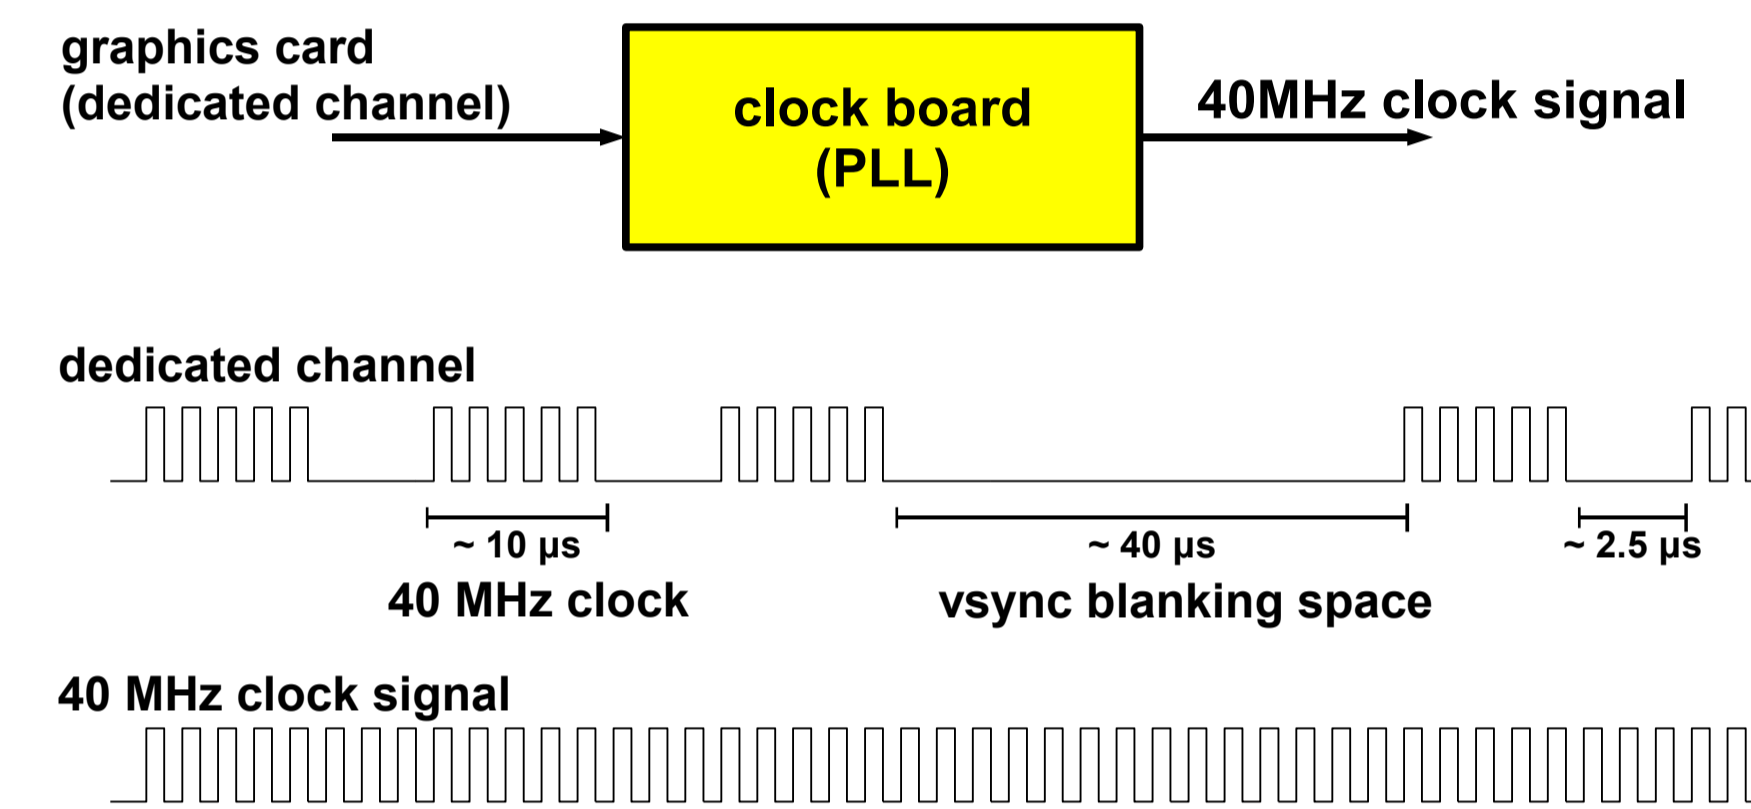 graphics card
(dedicated channel)
clock board
(PLL)
40MHz clock signal
dedicated channel
~ 10 µs
~ 40 µs
~ 2.5 µs
40 MHz clock
vsync blanking space
40 MHz clock signal